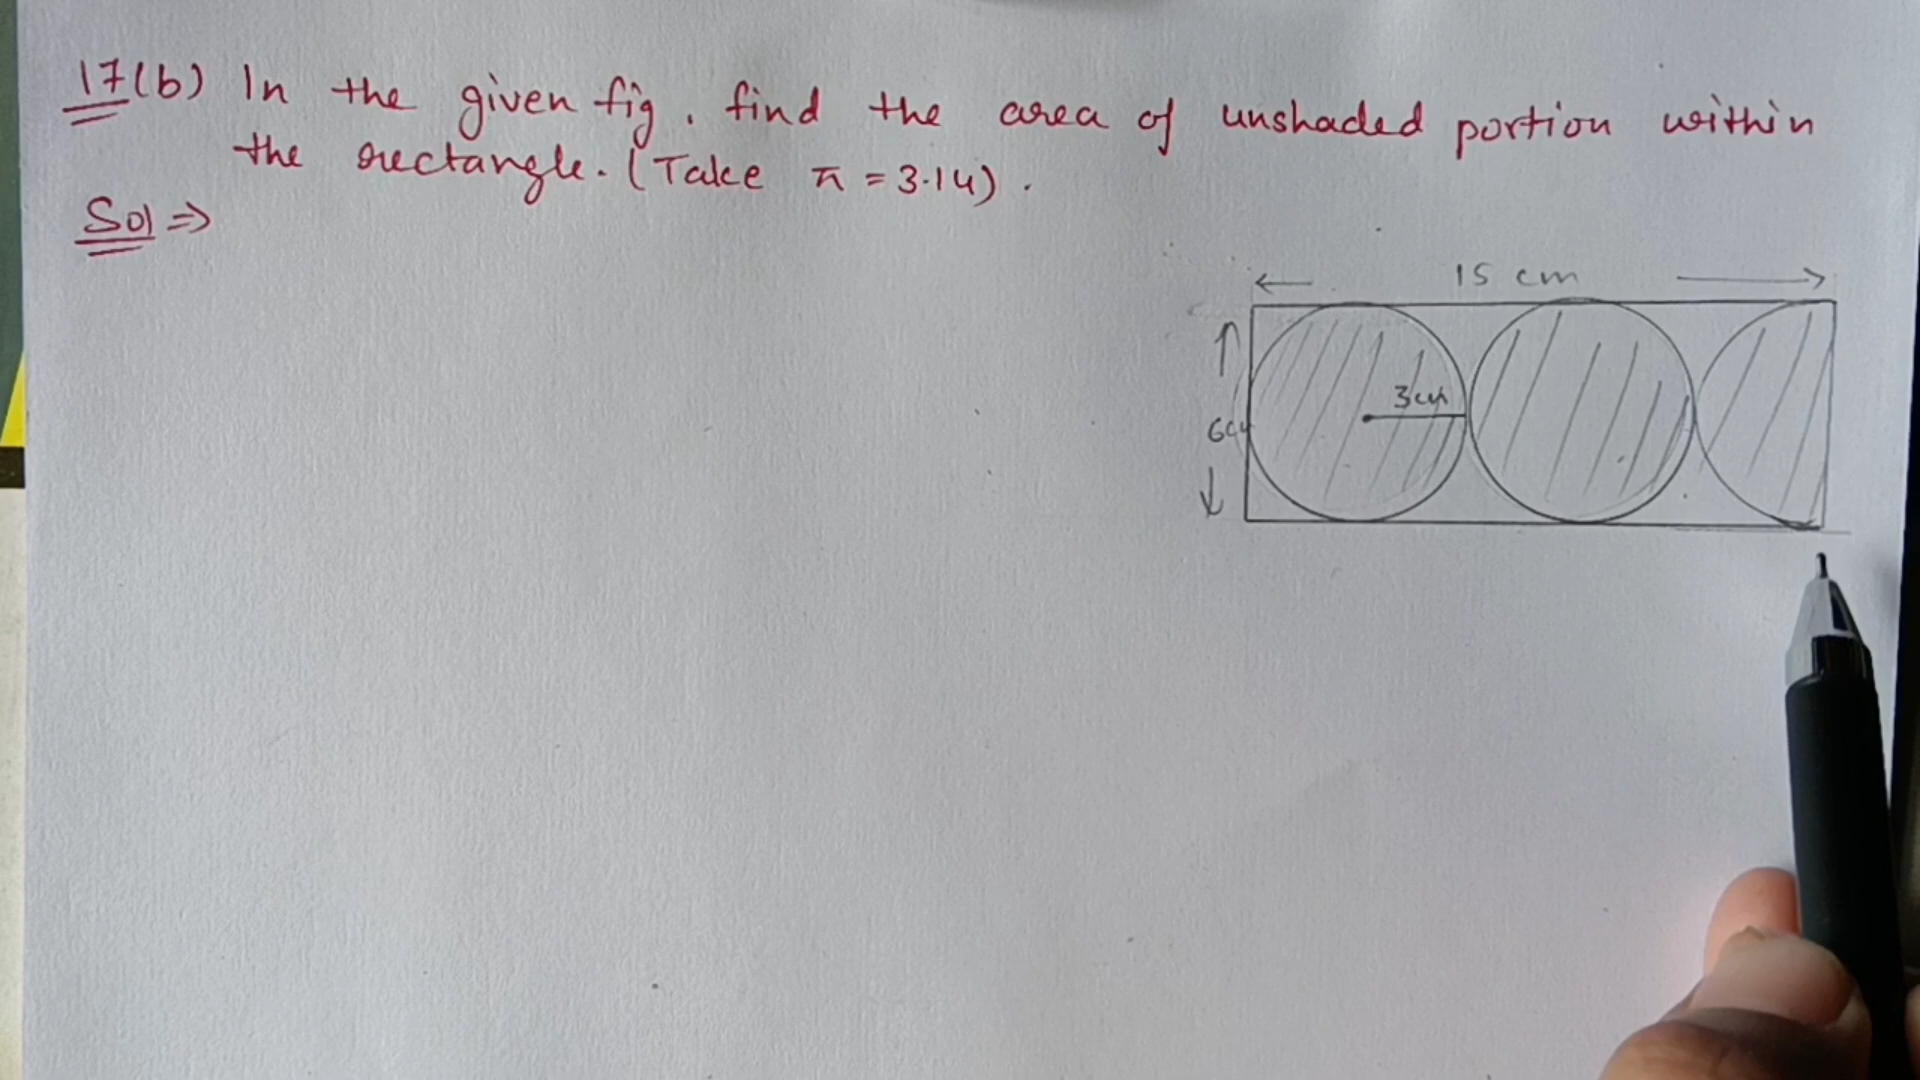 17(b) In the given fig. find the area of unshaded portion within
the rectangle. (Take π = 3.14).
Sol ⇒
15 cm
3cm
6cm